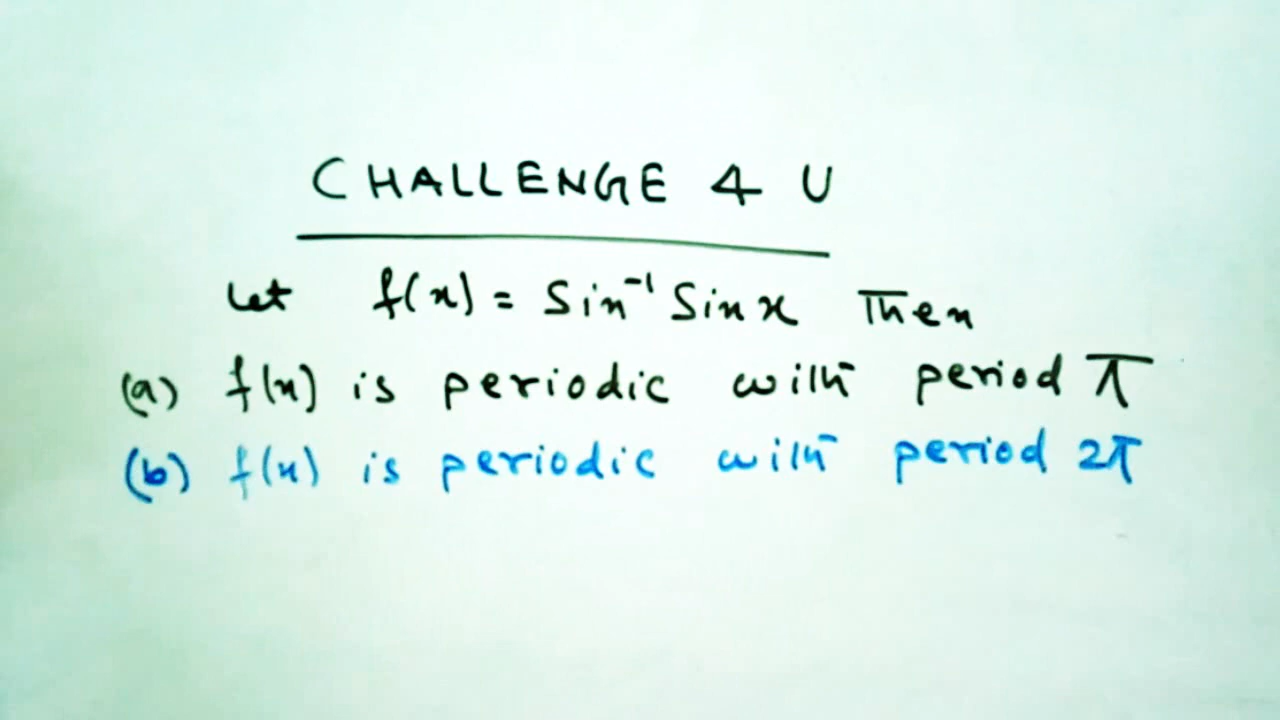 CHALLENGE 4 U
Let f(x) = Sin⁻¹ Sin x Then
(a) f(x) is periodic with period π
(b) f(x) is periodic with period 2π